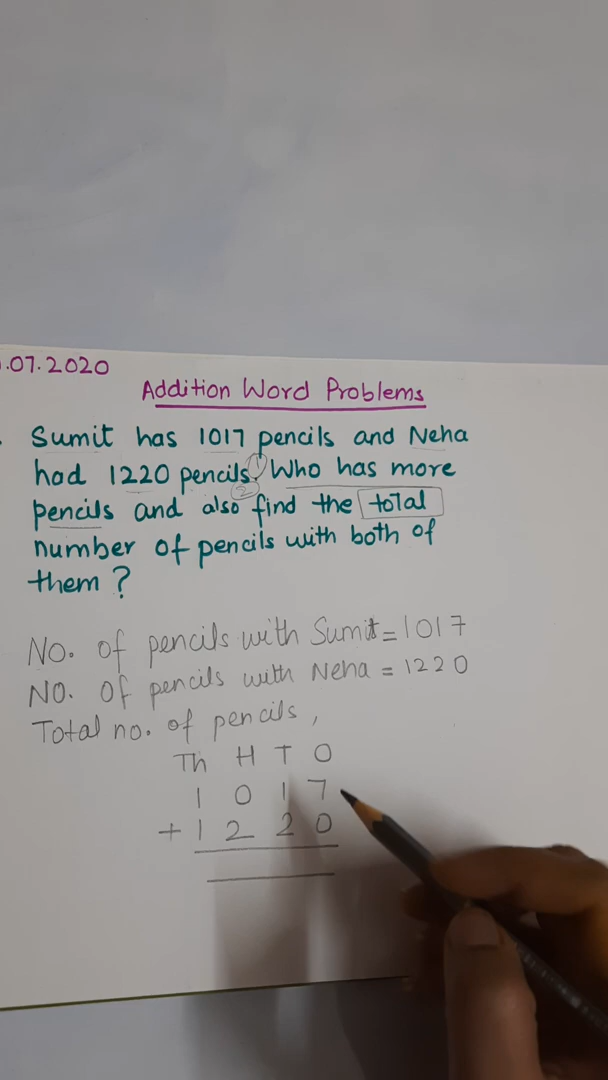 .07.2020
Addition Word Problems
Sumit has 1017 pencils and Neha
had 1220 pencils. (1) Who has more
pencils and (2) also find the total
number of pencils with both of
them?
No. of pencils with Sumit = 1017
No. of pencils with Neha = 1220
Total no. of pencils,
Th H T O
1 0 1 7
+ 1 2 2 0